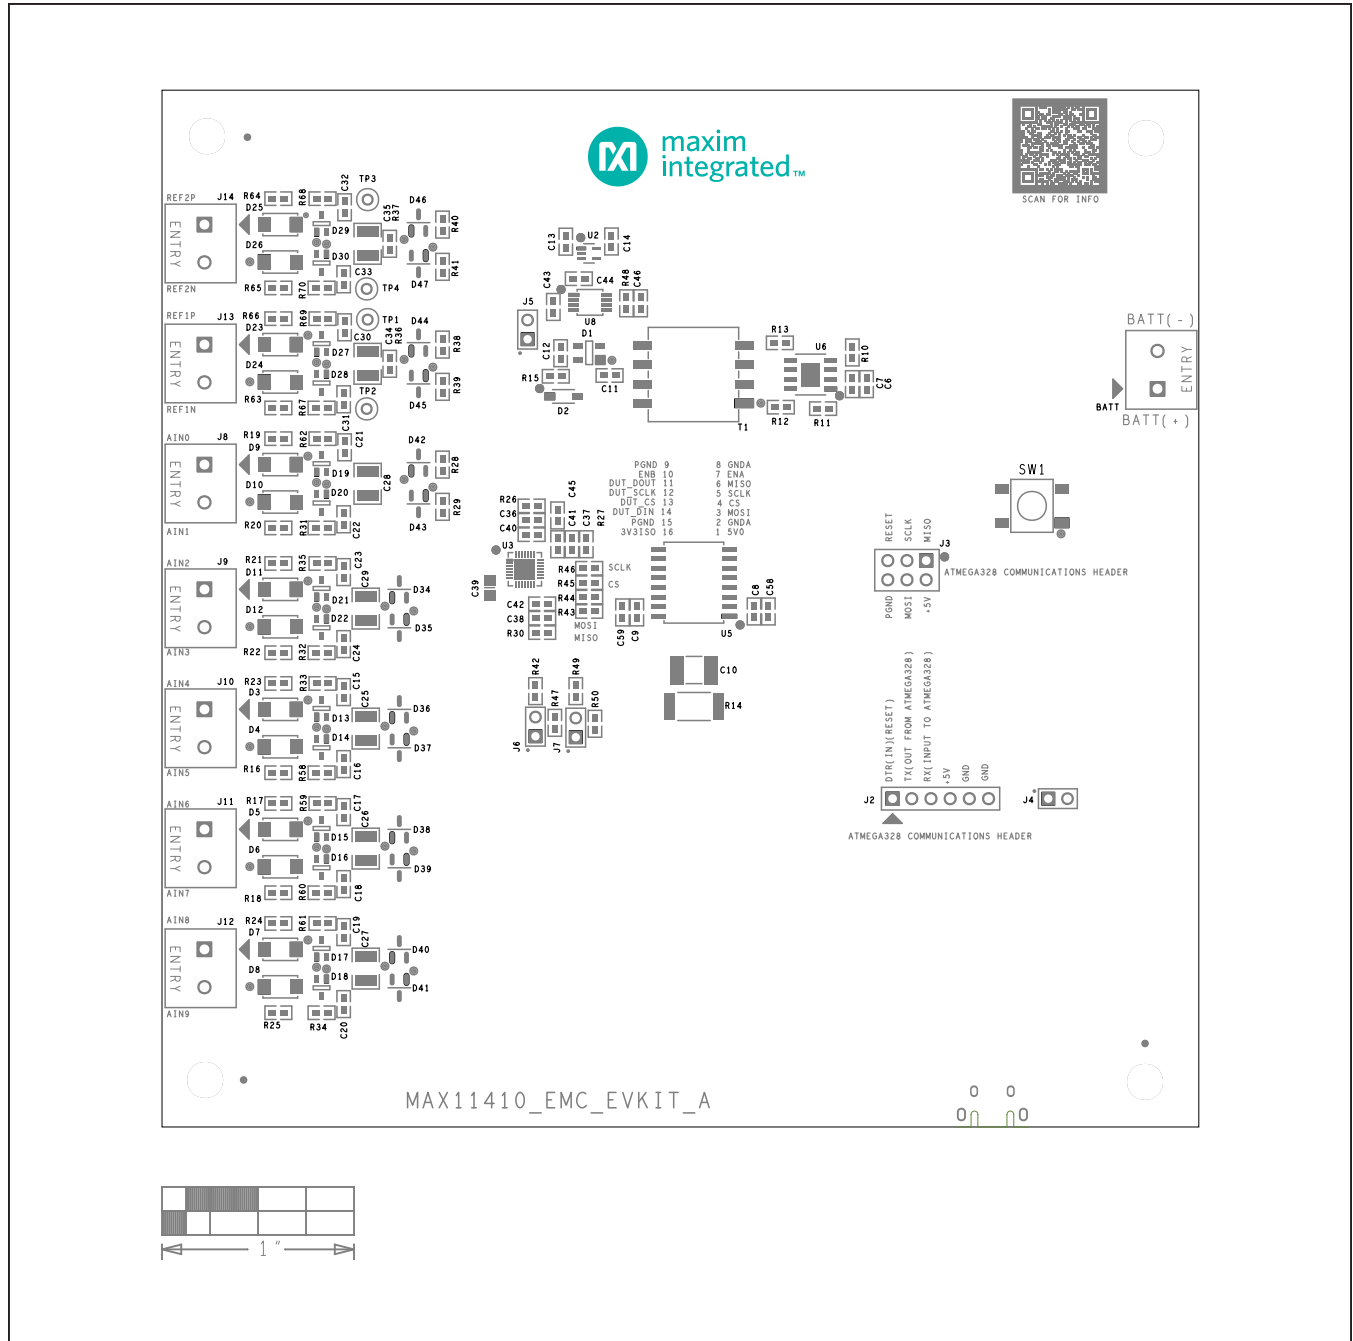 maxim
integrated™
SCAN FOR INFO
REF2P
J14
ENTRY
REF2N
R64
D25
R68
C32
TP3
D26
D29
D30
C35
R37
D46
R40
R41
D47
R65
R70
C33
TP4
REF1P
J13
ENTRY
REF1N
R66
D23
R69
TP1
C30
D24
D27
D28
C34
R36
D44
R38
R39
D45
R63
R67
C31
TP2
AIN0
J8
ENTRY
AIN1
R19
D9
R62
C21
D10
D19
D20
C28
D42
R28
R29
D43
R20
R31
C22
AIN2
J9
ENTRY
AIN3
R21
D11
R35
C23
C29
D12
D21
D22
D34
D35
R22
R32
C24
AIN4
J10
ENTRY
AIN5
R23
D3
R33
C15
C25
D4
D13
D14
D36
D37
R16
R58
C16
AIN6
J11
ENTRY
AIN7
R17
D5
R59
C17
C26
D6
D15
D16
D38
D39
R18
R60
C18
AIN8
J12
ENTRY
AIN9
R24
D7
R61
C19
C27
D8
D17
D18
D40
D41
R25
R34
C20
C13
U2
C14
C43
C44
R48
C46
J5
U8
D1
C12
R15
C11
D2
T1
R13
U6
R10
C7
C6
R12
R11
BATT(-)
ENTRY
BATT
BATT(+)
PGND 9
ENB 10
DUT_DOUT 11
DUT_SCLK 12
DUT_CS 13
DUT_DIN 14
PGND 15
3V3ISO 16
8 GNDA
7 ENA
6 MISO
5 SCLK
4 CS
3 MOSI
2 GNDA
1 5V0
R26
C36
C40
C45
C41
C37
R27
U3
C39
R46
R45
R44
R43
SCLK
CS
MOSI
MISO
C42
C38
R30
C59
C9
U5
C8
C58
C10
R14
R42
R47
R49
R50
J6
J7
SW1
RESET
SCLK
MISO
J3
ATMEGA328 COMMUNICATIONS HEADER
PGND
MOSI
+5V
DTR(IN)(RESET)
TX(OUT FROM ATMEGA328)
RX(INPUT TO ATMEGA328)
+5V
GND
GND
J2
J4
ATMEGA328 COMMUNICATIONS HEADER
MAX11410_EMC_EVKIT_A
1 "